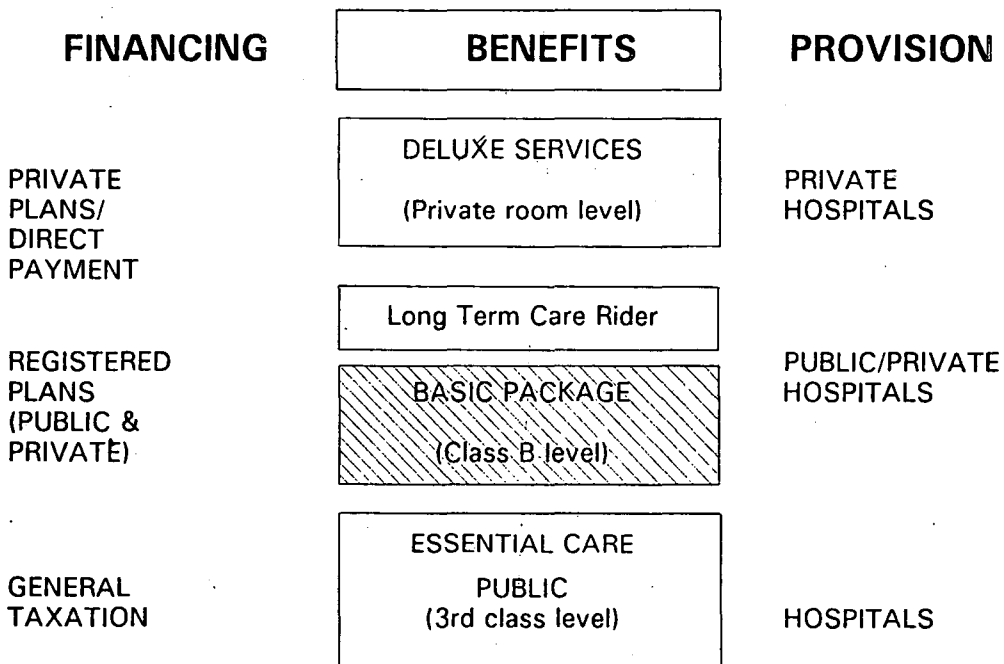 FINANCING BENEFITS PROVISION
DELUXE SERVICES
(Private room level)
PRIVATE
PLANS/
DIRECT
PAYMENT
PRIVATE
HOSPITALS
Long Term Care Rider
REGISTERED
PLANS
(PUBLIC &
PRIVATE)
BASIC PACKAGE
(Class B level)
PUBLIC/PRIVATE
HOSPITALS
ESSENTIAL CARE
PUBLIC
(3rd class level)
GENERAL
TAXATION
HOSPITALS